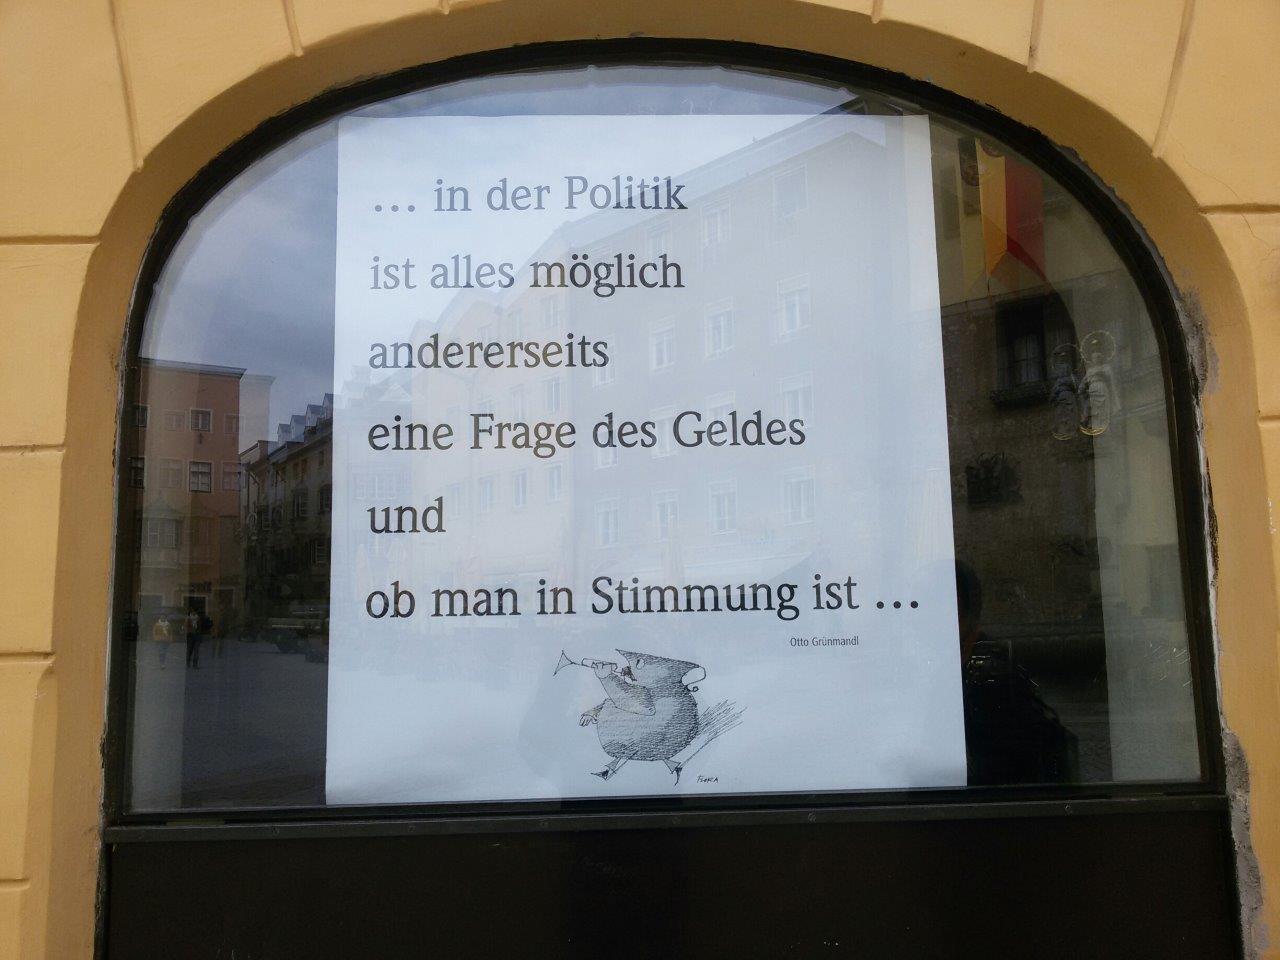 ... in der Politik
ist alles möglich
andererseits
eine Frage des Geldes
und
ob man in Stimmung ist ...
Otto Grünmandl
FLORA